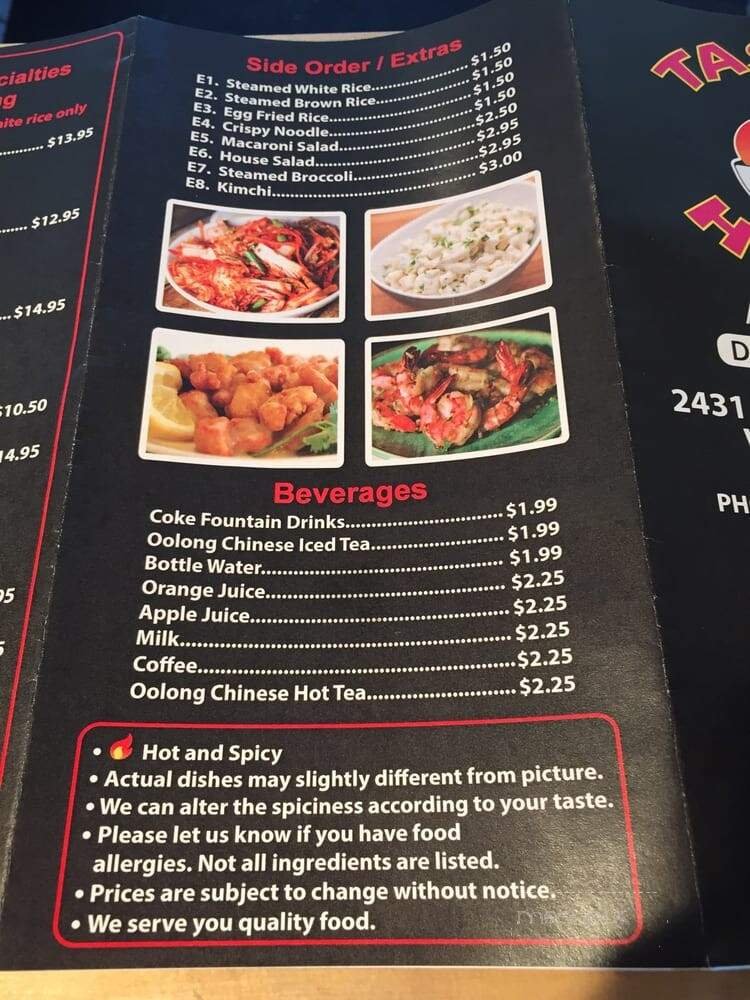 cialties
g
ite rice only
$13.95
$12.95
$14.95
$10.50
14.95
95
Side Order / Extras
E1. Steamed White Rice........................ $1.50
E2. Steamed Brown Rice....................... $1.50
E3. Egg Fried Rice.................................. $1.50
E4. Crispy Noodle.................................. $1.50
E5. Macaroni Salad................................ $2.50
E6. House Salad..................................... $2.95
E7. Steamed Broccoli............................ $2.95
E8. Kimchi............................................... $3.00
Beverages
Coke Fountain Drinks............................. $1.99
Oolong Chinese Iced Tea........................ $1.99
Bottle Water............................................. $1.99
Orange Juice............................................ $2.25
Apple Juice............................................... $2.25
Milk............................................................ $2.25
Coffee........................................................ $2.25
Oolong Chinese Hot Tea.......................... $2.25
• Hot and Spicy
• Actual dishes may slightly different from picture.
• We can alter the spiciness according to your taste.
• Please let us know if you have food
allergies. Not all ingredients are listed.
• Prices are subject to change without notice.
• We serve you quality food.
TAS
H
D
2431
PH